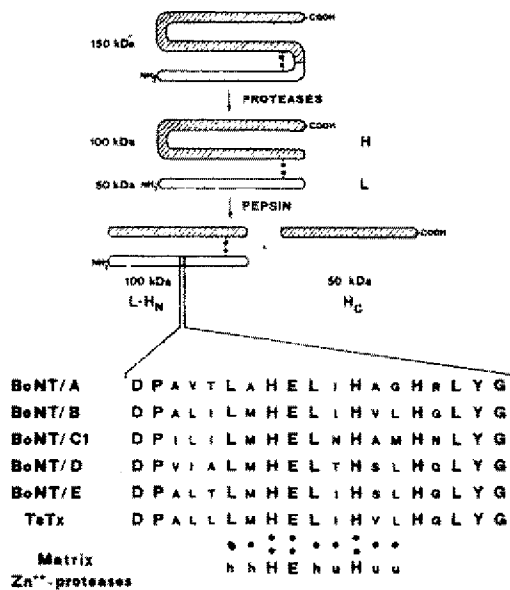 COOH
150 kDa
NH2
PROTEASES
COOH
100 kDa H
50 kDa NH2 L
PEPSIN
COOH
NH2
100 kDa 50 kDa
L-HN HC
BoNT/A D P A V T L A H E L I H A G H R L Y G
BoNT/B D P A L I L M H E L I H V L H G L Y G
BoNT/C1 D P I L I L M H E L N H A M H N L Y G
BoNT/D D P V I A L M H E L T H S L H Q L Y G
BoNT/E D P A L T L M H E L I H S L H G L Y G
TeTx D P A L L L M H E L I H V L H G L Y G
Matrix
Zn++-proteases h h H E h u H u u